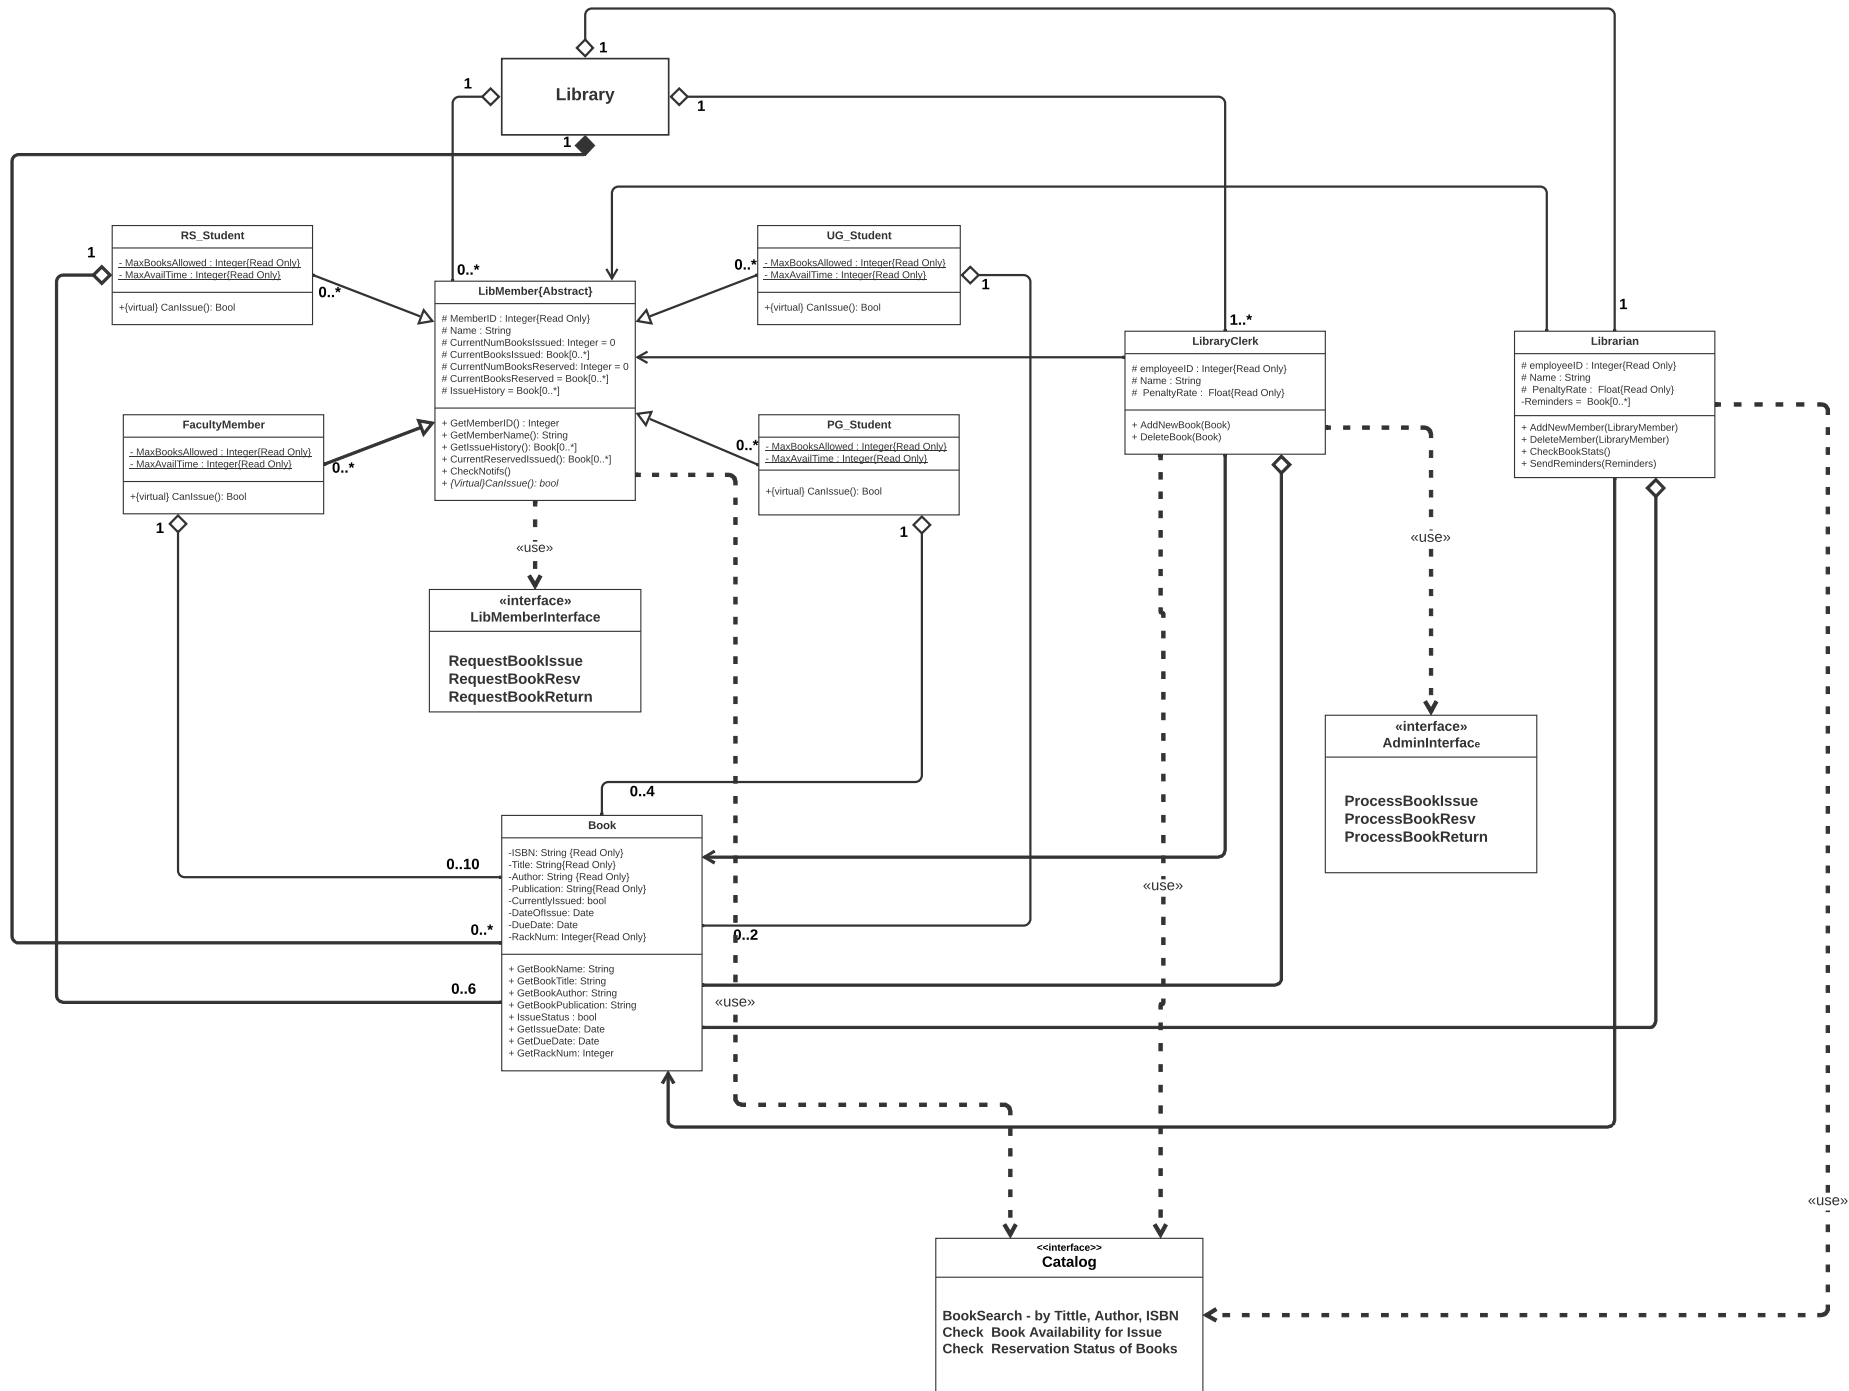 1
1
Library
1
1
1
RS_Student
- MaxBooksAllowed : Integer{Read Only}
- MaxAvailTime : Integer{Read Only}
+{virtual} CanIssue(): Bool
0..*
0..*
LibMember{Abstract}
# MemberID : Integer{Read Only}
# Name : String
# CurrentNumBooksIssued: Integer = 0
# CurrentBooksIssued: Book[0..*]
# CurrentNumBooksReserved: Integer = 0
# CurrentBooksReserved = Book[0..*]
# IssueHistory = Book[0..*]
+ GetMemberID() : Integer
+ GetMemberName(): String
+ GetIssueHistory(): Book[0..*]
+ CurrentReservedIssued(): Book[0..*]
+ CheckNotifs()
+ {Virtual}CanIssue(): bool
0..*
UG_Student
- MaxBooksAllowed : Integer{Read Only}
- MaxAvailTime : Integer{Read Only}
+{virtual} CanIssue(): Bool
1
1..*
LibraryClerk
# employeeID : Integer{Read Only}
# Name : String
#  PenaltyRate :  Float{Read Only}
+ AddNewBook(Book)
+ DeleteBook(Book)
1
Librarian
# employeeID : Integer{Read Only}
# Name : String
#  PenaltyRate :  Float{Read Only}
-Reminders =  Book[0..*]
+ AddNewMember(LibraryMember)
+ DeleteMember(LibraryMember)
+ CheckBookStats()
+ SendReminders(Reminders)
FacultyMember
- MaxBooksAllowed : Integer{Read Only}
- MaxAvailTime : Integer{Read Only}
+{virtual} CanIssue(): Bool
0..*
1
0..*
PG_Student
- MaxBooksAllowed : Integer{Read Only}
- MaxAvailTime : Integer{Read Only}
+{virtual} CanIssue(): Bool
1
«use»
«use»
«interface»
LibMemberInterface
RequestBookIssue
RequestBookResv
RequestBookReturn
«interface»
AdminInterface
ProcessBookIssue
ProcessBookResv
ProcessBookReturn
0..4
Book
-ISBN: String {Read Only}
-Title: String{Read Only}
-Author: String {Read Only}
-Publication: String{Read Only}
-CurrentlyIssued: bool
-DateOfIssue: Date
-DueDate: Date
-RackNum: Integer{Read Only}
+ GetBookName: String
+ GetBookTitle: String
+ GetBookAuthor: String
+ GetBookPublication: String
+ IssueStatus : bool
+ GetIssueDate: Date
+ GetDueDate: Date
+ GetRackNum: Integer
0..10
«use»
0..*
0..2
0..6
«use»
«use»
<<interface>>
Catalog
BookSearch - by Tittle, Author, ISBN
Check  Book Availability for Issue
Check  Reservation Status of Books